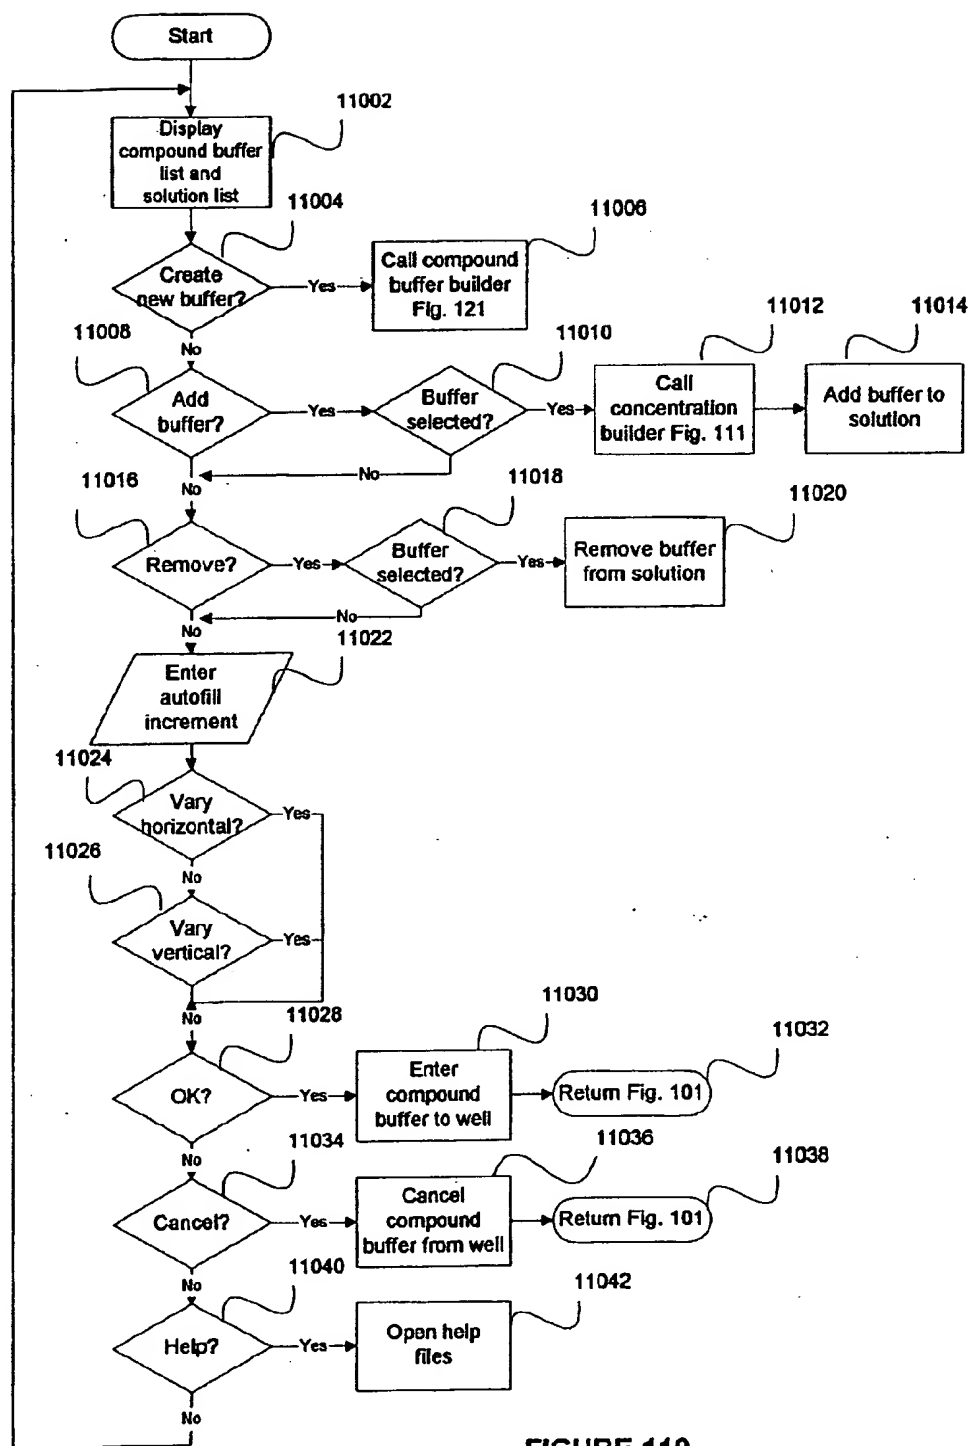 Start
11002
Display
compound buffer
list and
solution list
11004
11006
Create
new buffer?
Yes
Call compound
buffer builder
Fig. 121
No
11008
11010
11012
11014
Add
buffer?
Yes
Buffer
selected?
Yes
Call
concentration
builder Fig. 111
Add buffer to
solution
No
No
11016
11018
11020
Remove?
Yes
Buffer
selected?
Yes
Remove buffer
from solution
No
No
11022
Enter
autofill
increment
11024
Vary
horizontal?
Yes
No
11026
Vary
vertical?
Yes
No
11028
11030
11032
OK?
Yes
Enter
compound
buffer to well
Return Fig. 101
No
11034
11036
11038
Cancel?
Yes
Cancel
compound
buffer from well
Return Fig. 101
No
11040
11042
Help?
Yes
Open help
files
No
FIGURE 110